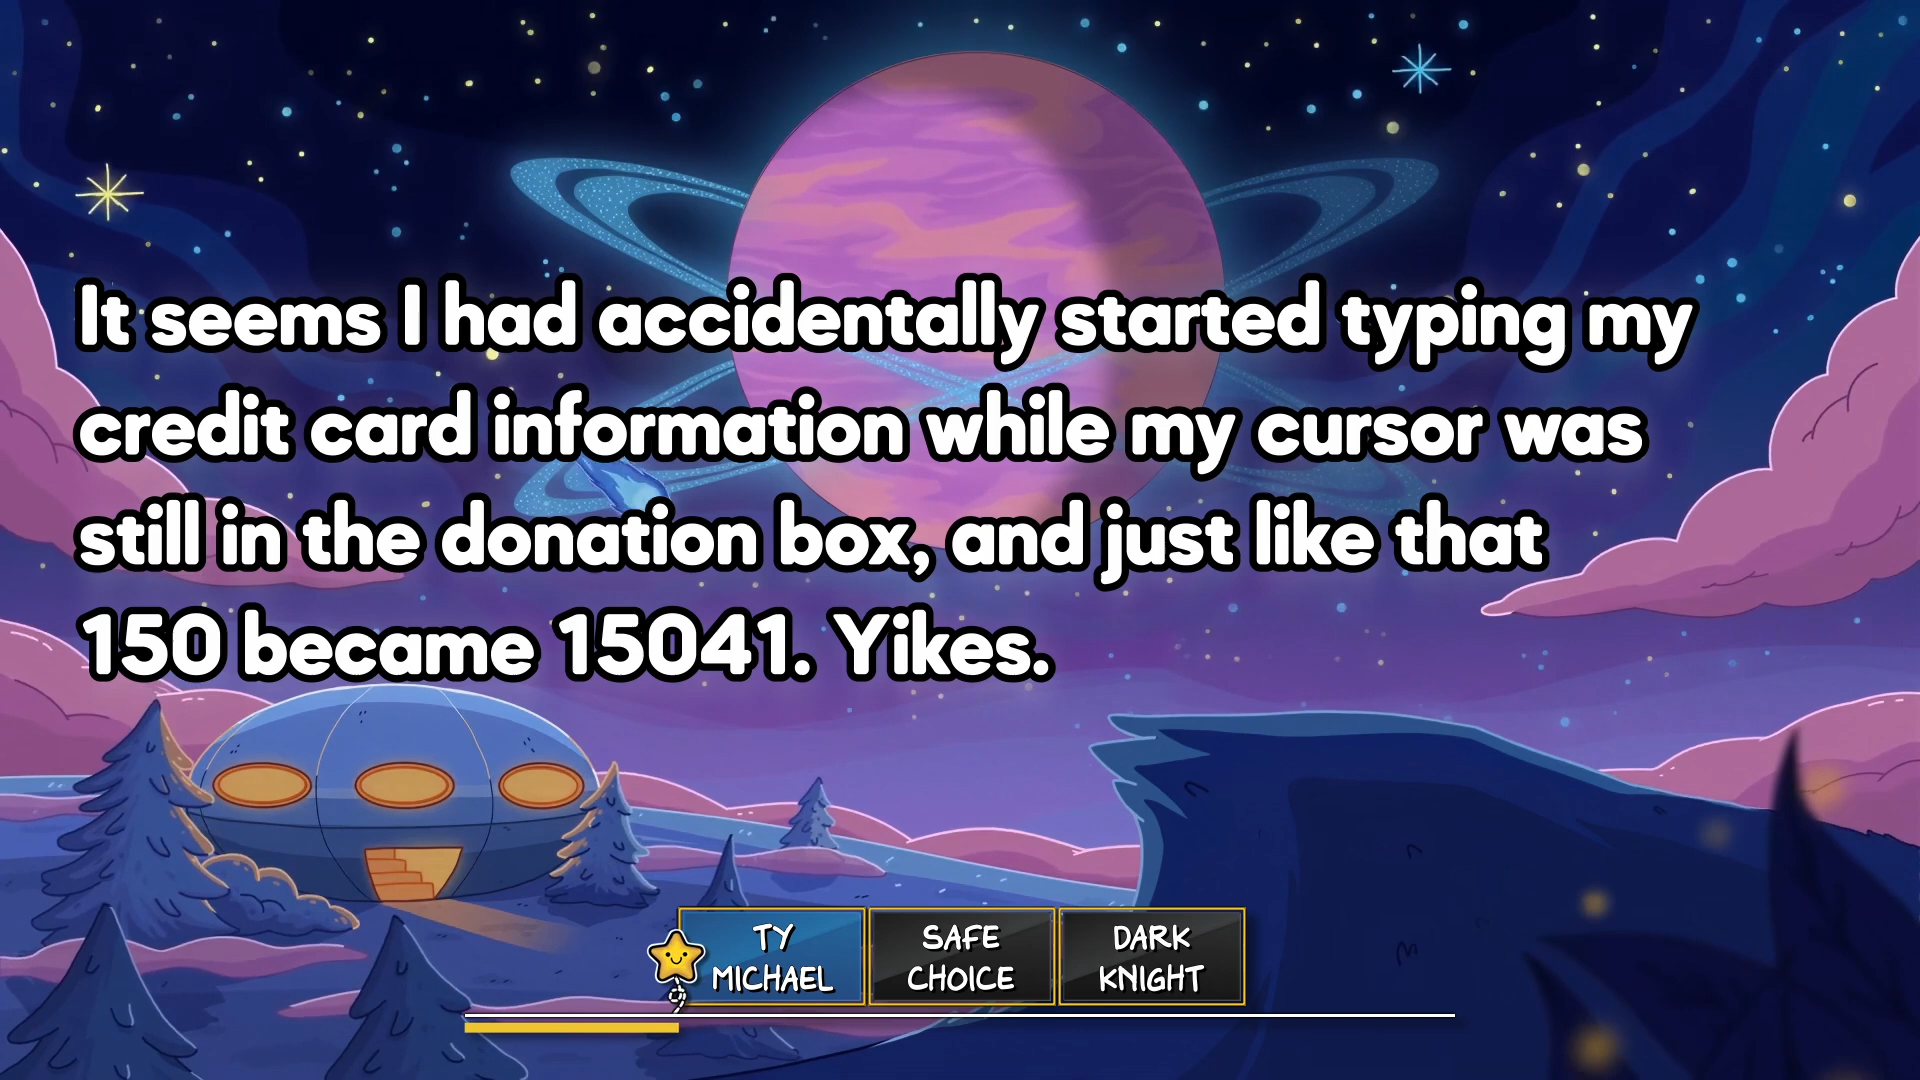 It seems I had accidentally started typing my
credit card information while my cursor was
still in the donation box, and just like that
150 became 15041. Yikes.
TY
MICHAEL
SAFE
CHOICE
DARK
KNIGHT